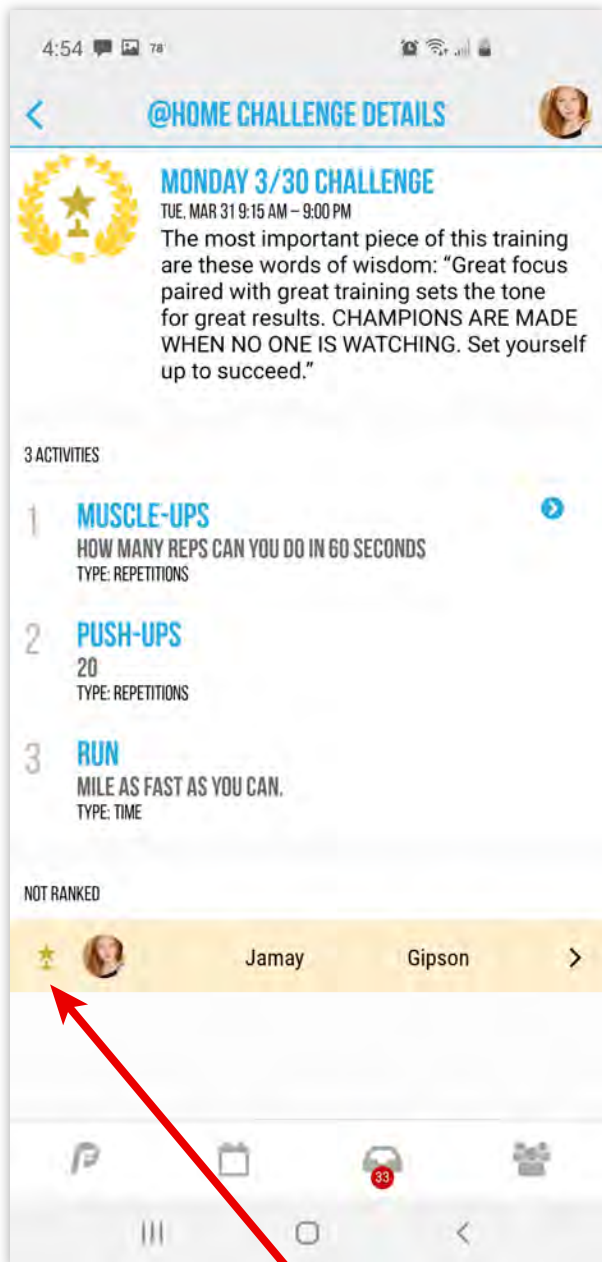 4:54 78°
@HOME CHALLENGE DETAILS
MONDAY 3/30 CHALLENGE
TUE, MAR 31 9:15 AM – 9:00 PM
The most important piece of this training
are these words of wisdom: “Great focus
paired with great training sets the tone
for great results. CHAMPIONS ARE MADE
WHEN NO ONE IS WATCHING. Set yourself
up to succeed.”
3 ACTIVITIES
1 MUSCLE-UPS
HOW MANY REPS CAN YOU DO IN 60 SECONDS
TYPE: REPETITIONS
2 PUSH-UPS
20
TYPE: REPETITIONS
3 RUN
MILE AS FAST AS YOU CAN.
TYPE: TIME
NOT RANKED
Jamay Gipson
33